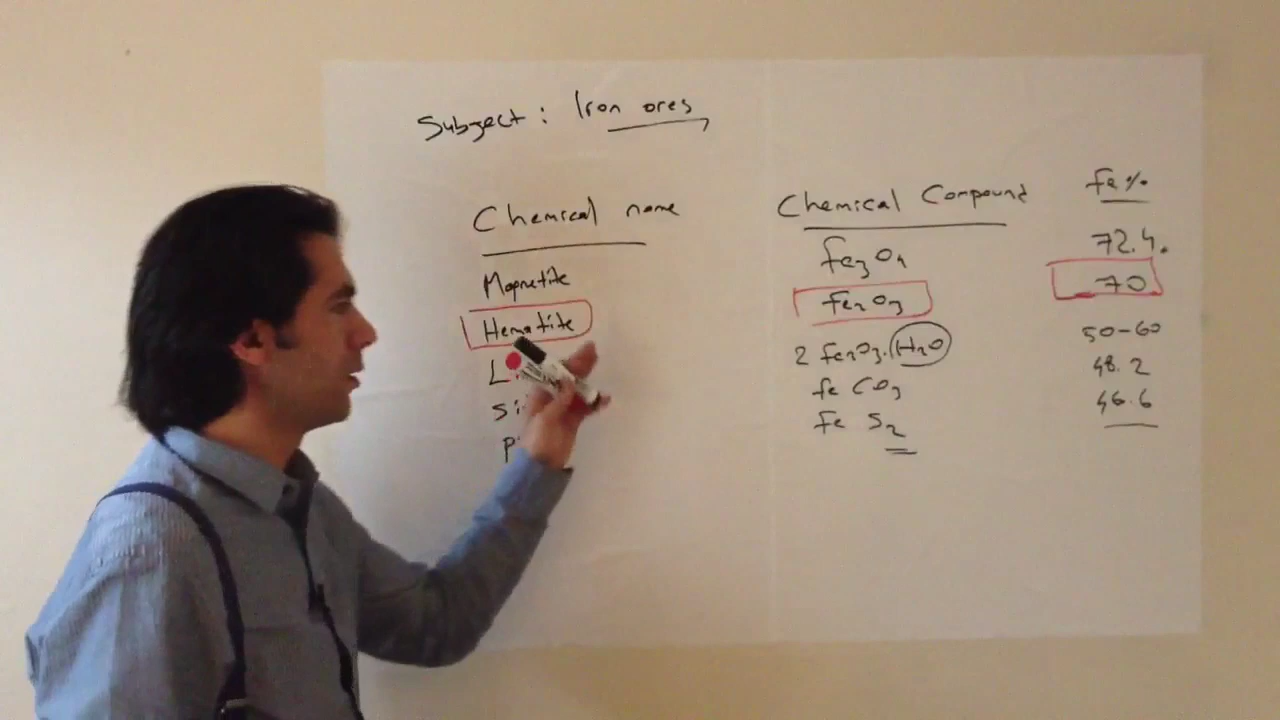 Subject: Iron ores
Chemical name Chemical Compound Fe%
Magnetite Fe3O4 72.4.
Hematite Fe2O3 70
L 2 Fe2O3.(H2O 50-60
Si Fe CO3 48.2
P Fe S2 46.6